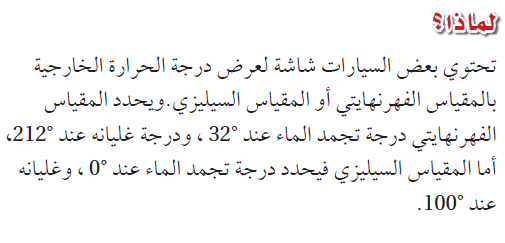 لماذا؟
تحتوي بعض السيارات شاشة لعرض درجة الحرارة الخارجية
بالمقياس الفهرنهايتي أو المقياس السيليزي.ويحدد المقياس
الفهرنهايتي درجة تجمد الماء عند °32 ، ودرجة غليانه عند °212،
أما المقياس السيليزي فيحدد درجة تجمد الماء عند °0 ، وغليانه
عند °100.